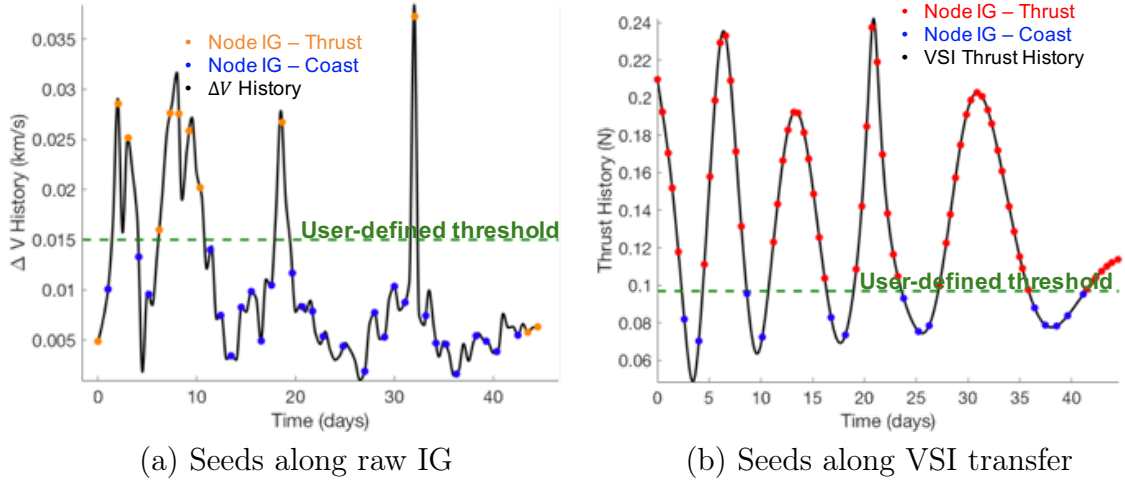 0.035
0.03
0.025
0.02
0.015
0.01
0.005
Δ V History (km/s)
Node IG – Thrust
Node IG – Coast
ΔV History
User-defined threshold
0 10 20 30 40
Time (days)
(a) Seeds along raw IG
0.24
0.22
0.2
0.18
0.16
0.14
0.12
0.1
0.08
0.06
Thrust History (N)
Node IG – Thrust
Node IG – Coast
VSI Thrust History
User-defined threshold
0 5 10 15 20 25 30 35 40
Time (days)
(b) Seeds along VSI transfer